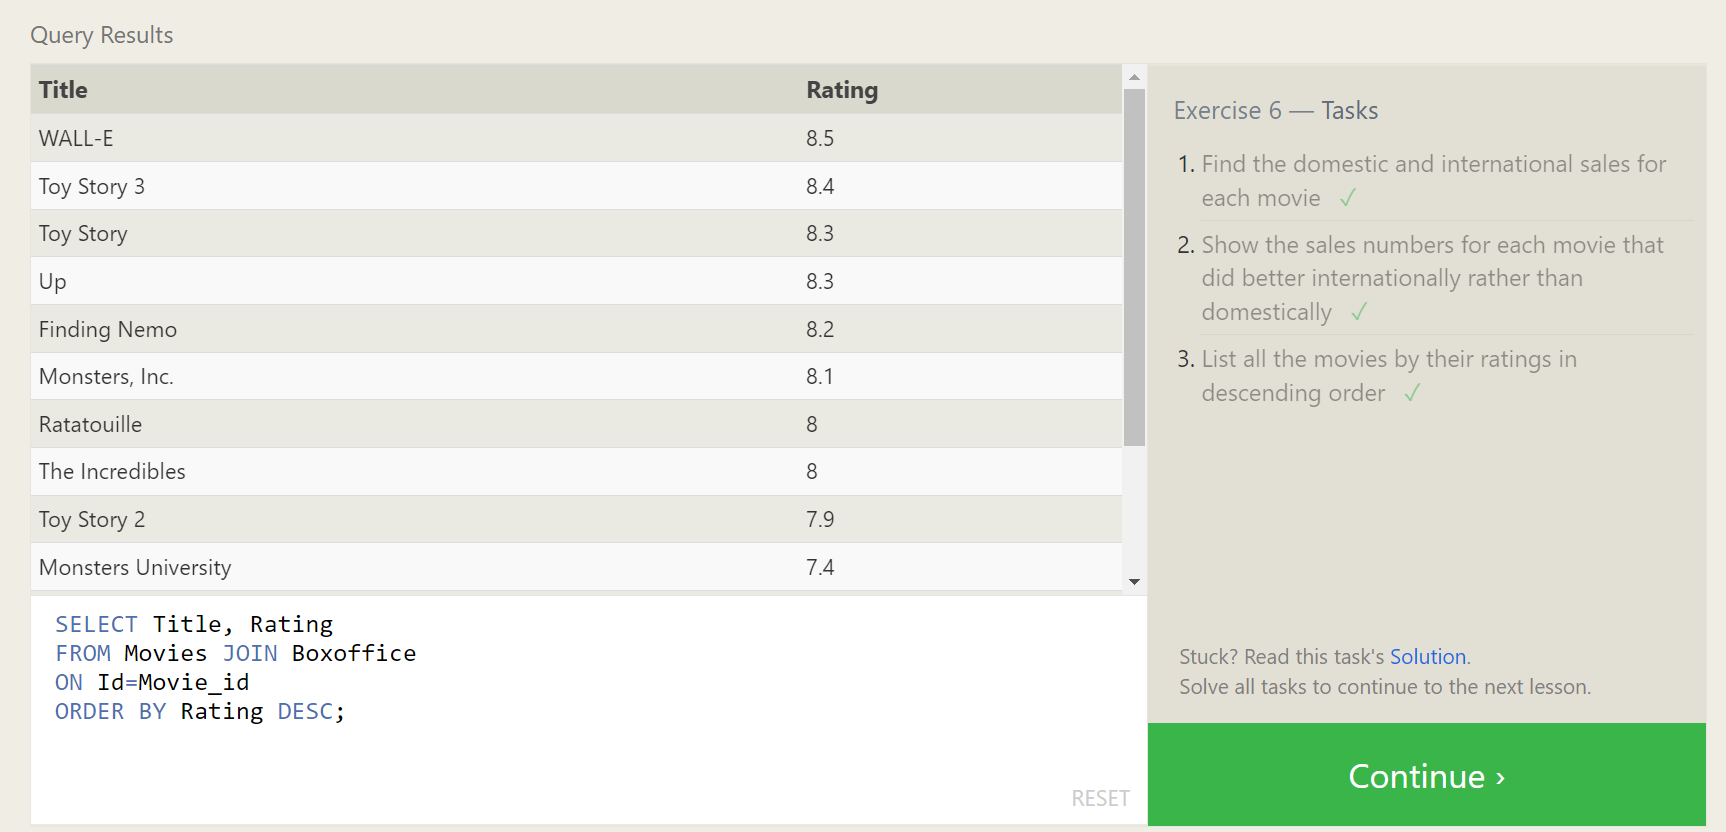 Query Results
Title Rating
WALL-E 8.5
Toy Story 3 8.4
Toy Story 8.3
Up 8.3
Finding Nemo 8.2
Monsters, Inc. 8.1
Ratatouille 8
The Incredibles 8
Toy Story 2 7.9
Monsters University 7.4
SELECT Title, Rating
FROM Movies JOIN Boxoffice
ON Id=Movie_id
ORDER BY Rating DESC;
RESET
Exercise 6 — Tasks
1. Find the domestic and international sales for
each movie ✓
2. Show the sales numbers for each movie that
did better internationally rather than
domestically ✓
3. List all the movies by their ratings in
descending order ✓
Stuck? Read this task's Solution.
Solve all tasks to continue to the next lesson.
Continue ›